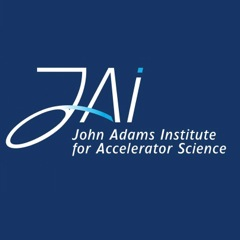 JAi
John Adams Institute
for Accelerator Science